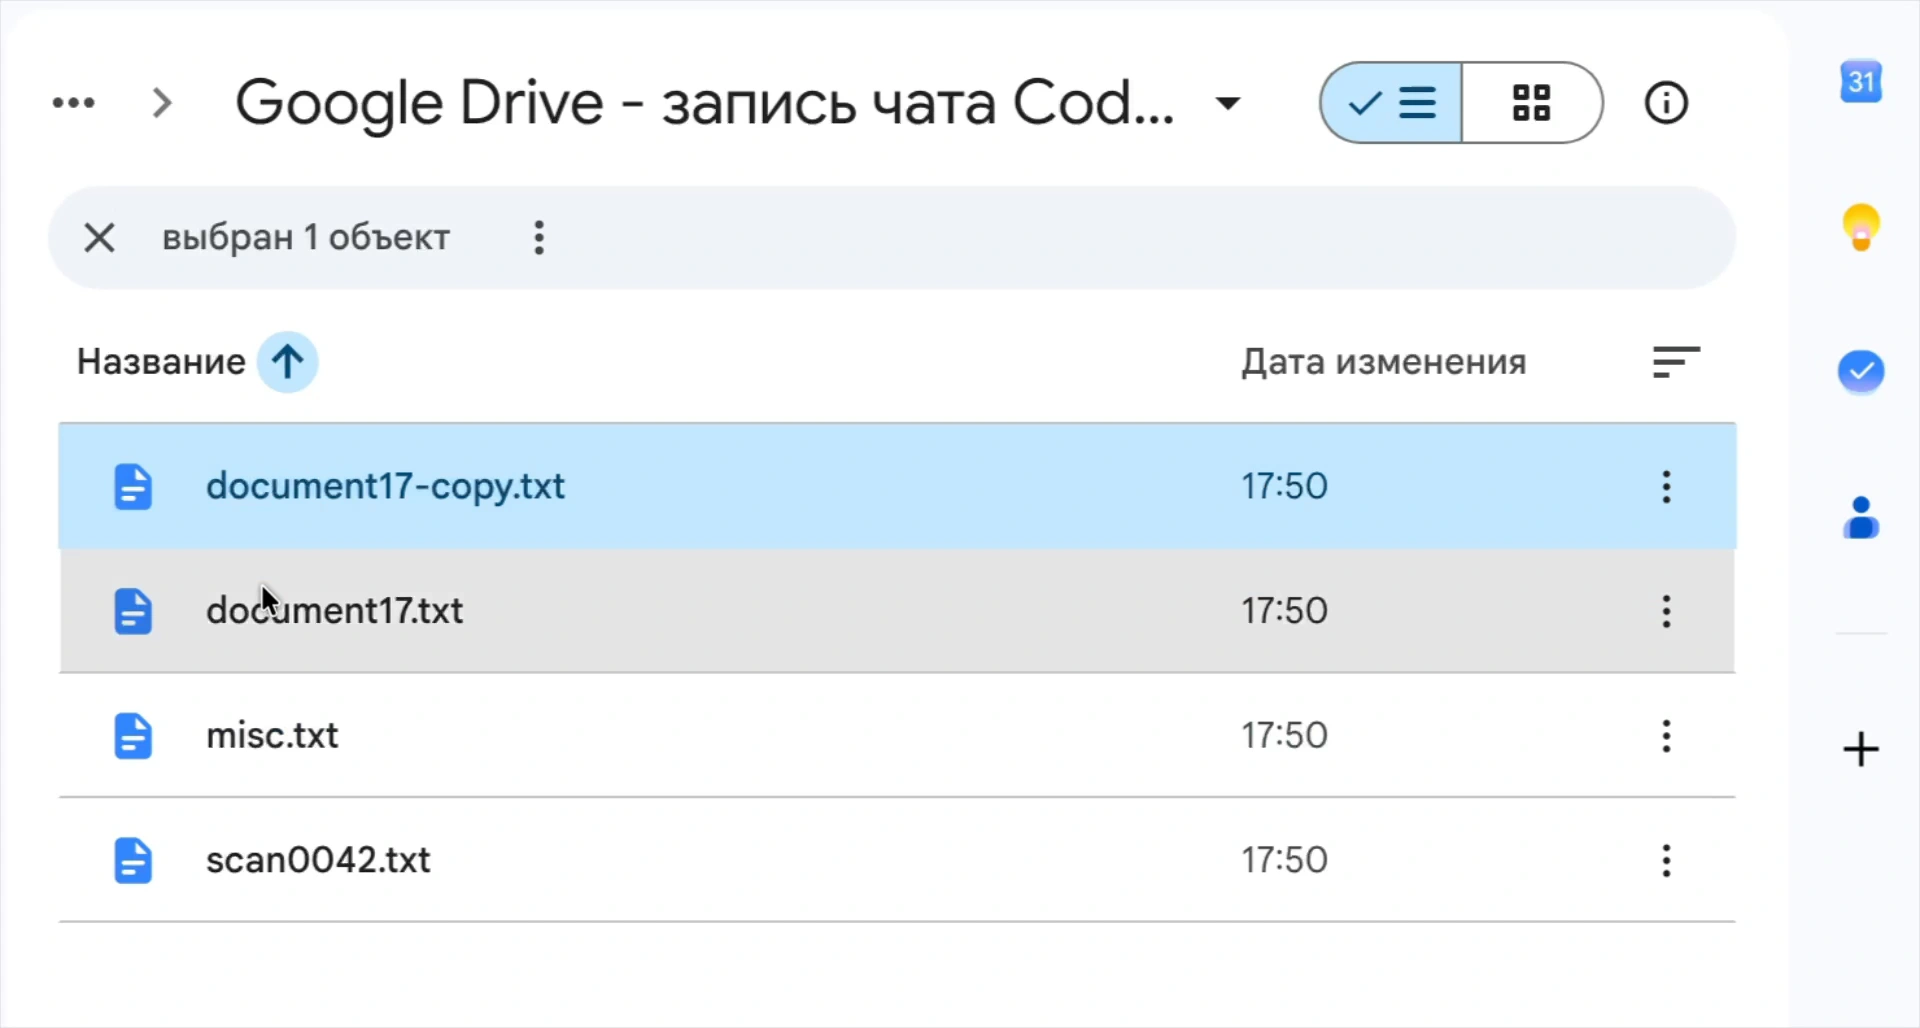 Google Drive - запись чата Cod...
31
выбран 1 объект
Название
Дата изменения
document17-copy.txt 17:50
document17.txt 17:50
misc.txt 17:50
scan0042.txt 17:50